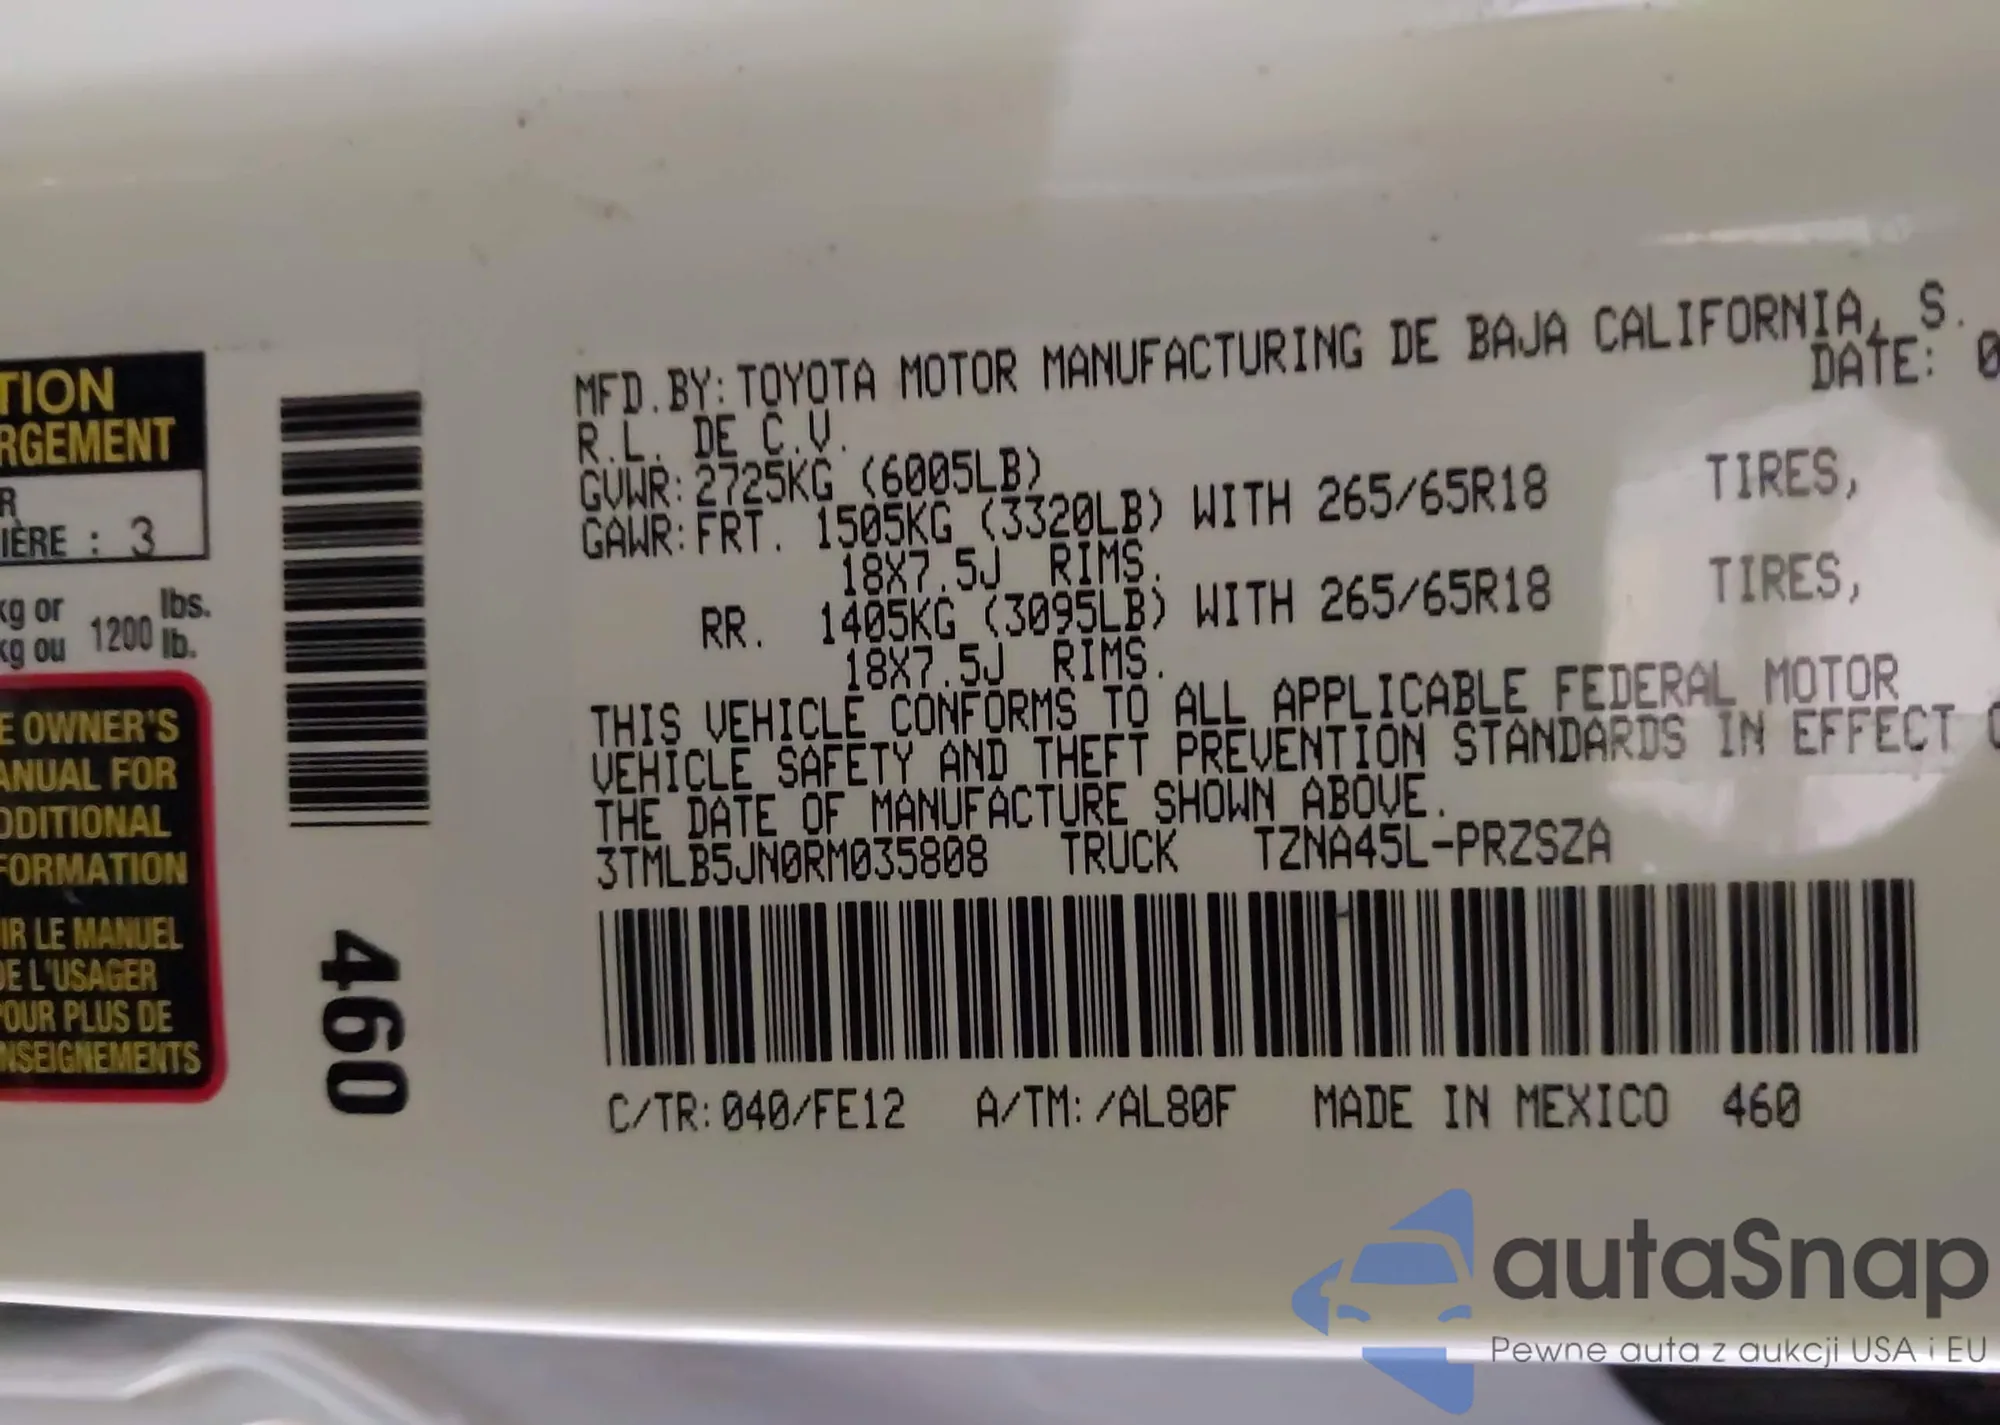 TION
RGEMENT
R
IÈRE : 3
kg or 1200 lbs.
kg ou lb.
E OWNER'S
ANUAL FOR
DDITIONAL
FORMATION
IR LE MANUEL
DE L'USAGER
POUR PLUS DE
NSEIGNEMENTS
460
MFD.BY:TOYOTA MOTOR MANUFACTURING DE BAJA CALIFORNIA, S.
R.L. DE C.V. DATE: 0
GVWR:2725KG (6005LB)
GAWR:FRT. 1505KG (3320LB) WITH 265/65R18 TIRES,
18X7.5J RIMS.
RR. 1405KG (3095LB) WITH 265/65R18 TIRES,
18X7.5J RIMS.
THIS VEHICLE CONFORMS TO ALL APPLICABLE FEDERAL MOTOR
VEHICLE SAFETY AND THEFT PREVENTION STANDARDS IN EFFECT O
THE DATE OF MANUFACTURE SHOWN ABOVE.
3TMLB5JN0RM035808 TRUCK TZNA45L-PRZSZA
C/TR:040/FE12 A/TM:/AL80F MADE IN MEXICO 460
autaSnap
Pewne auta z aukcji USA i EU